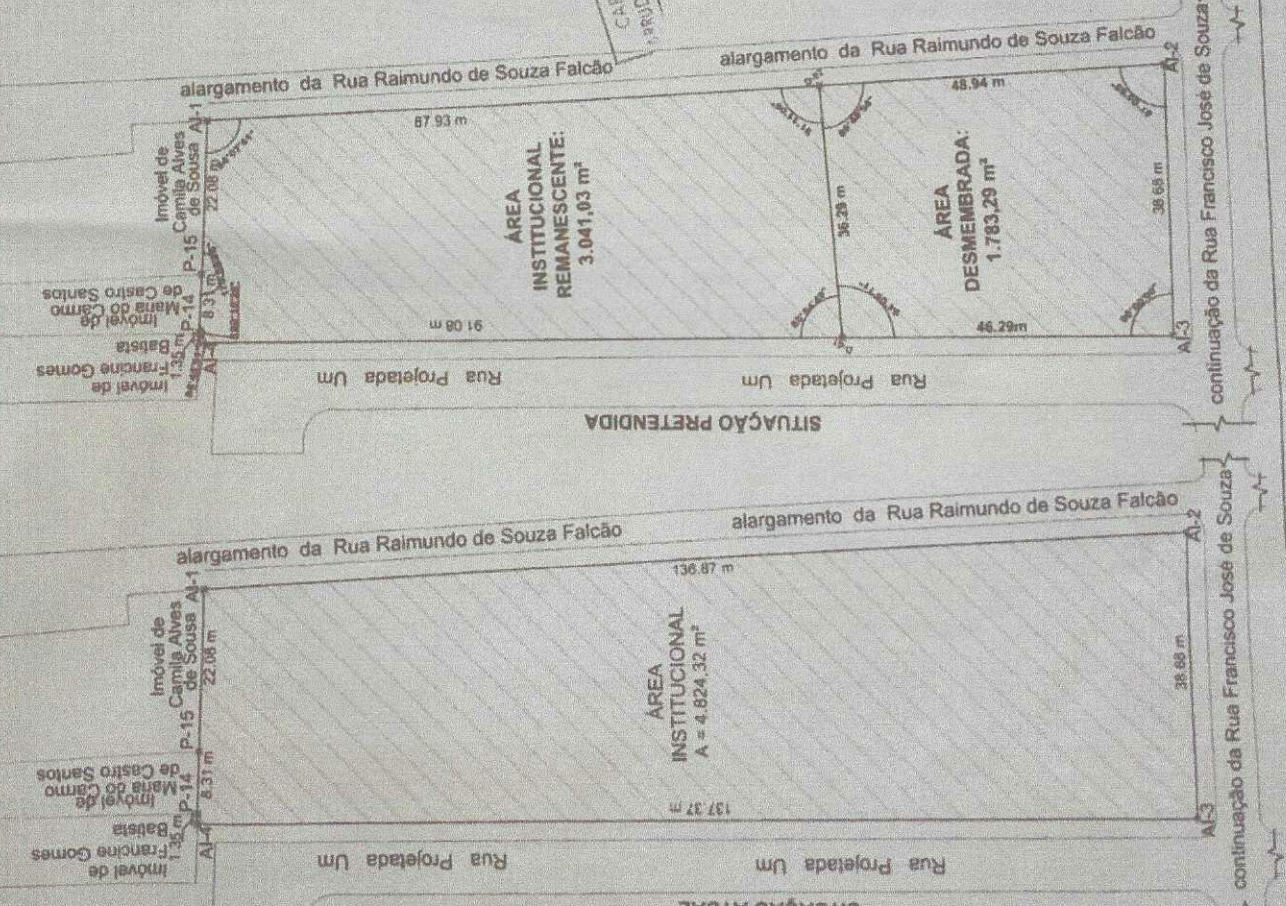 alargamento da Rua Raimundo de Souza Falcão
alargamento da Rua Raimundo de Souza Falcão
AI-1
AI-2
87.93 m
48.94 m
Imóvel de
Camila Alves
de Sousa
22.08 m
P-15
Imóvel de
Maria do Carmo
de Castro Santos
P-14
8.31 m
Imóvel de
Francine Gomes
Batista
1.35 m
AI-4
ÁREA
INSTITUCIONAL
REMANESCENTE:
3.041,03 m²
36.29 m
ÁREA
DESMEMBRADA:
1.783,29 m²
38.68 m
91.08 m
46.29m
AI-3
Rua Projetada Um
Rua Projetada Um
continuação da Rua Francisco José de Souza
SITUAÇÃO PRETENDIDA
alargamento da Rua Raimundo de Souza Falcão
alargamento da Rua Raimundo de Souza Falcão
AI-1
AI-2
136.87 m
Imóvel de
Camila Alves
de Sousa
22.08 m
P-15
Imóvel de
Maria do Carmo
de Castro Santos
P-14
8.31 m
Imóvel de
Francine Gomes
Batista
1.35 m
AI-4
ÁREA
INSTITUCIONAL
A = 4.824,32 m²
38.68 m
137.37 m
AI-3
Rua Projetada Um
Rua Projetada Um
continuação da Rua Francisco José de Souza
SITUAÇÃO ATUAL